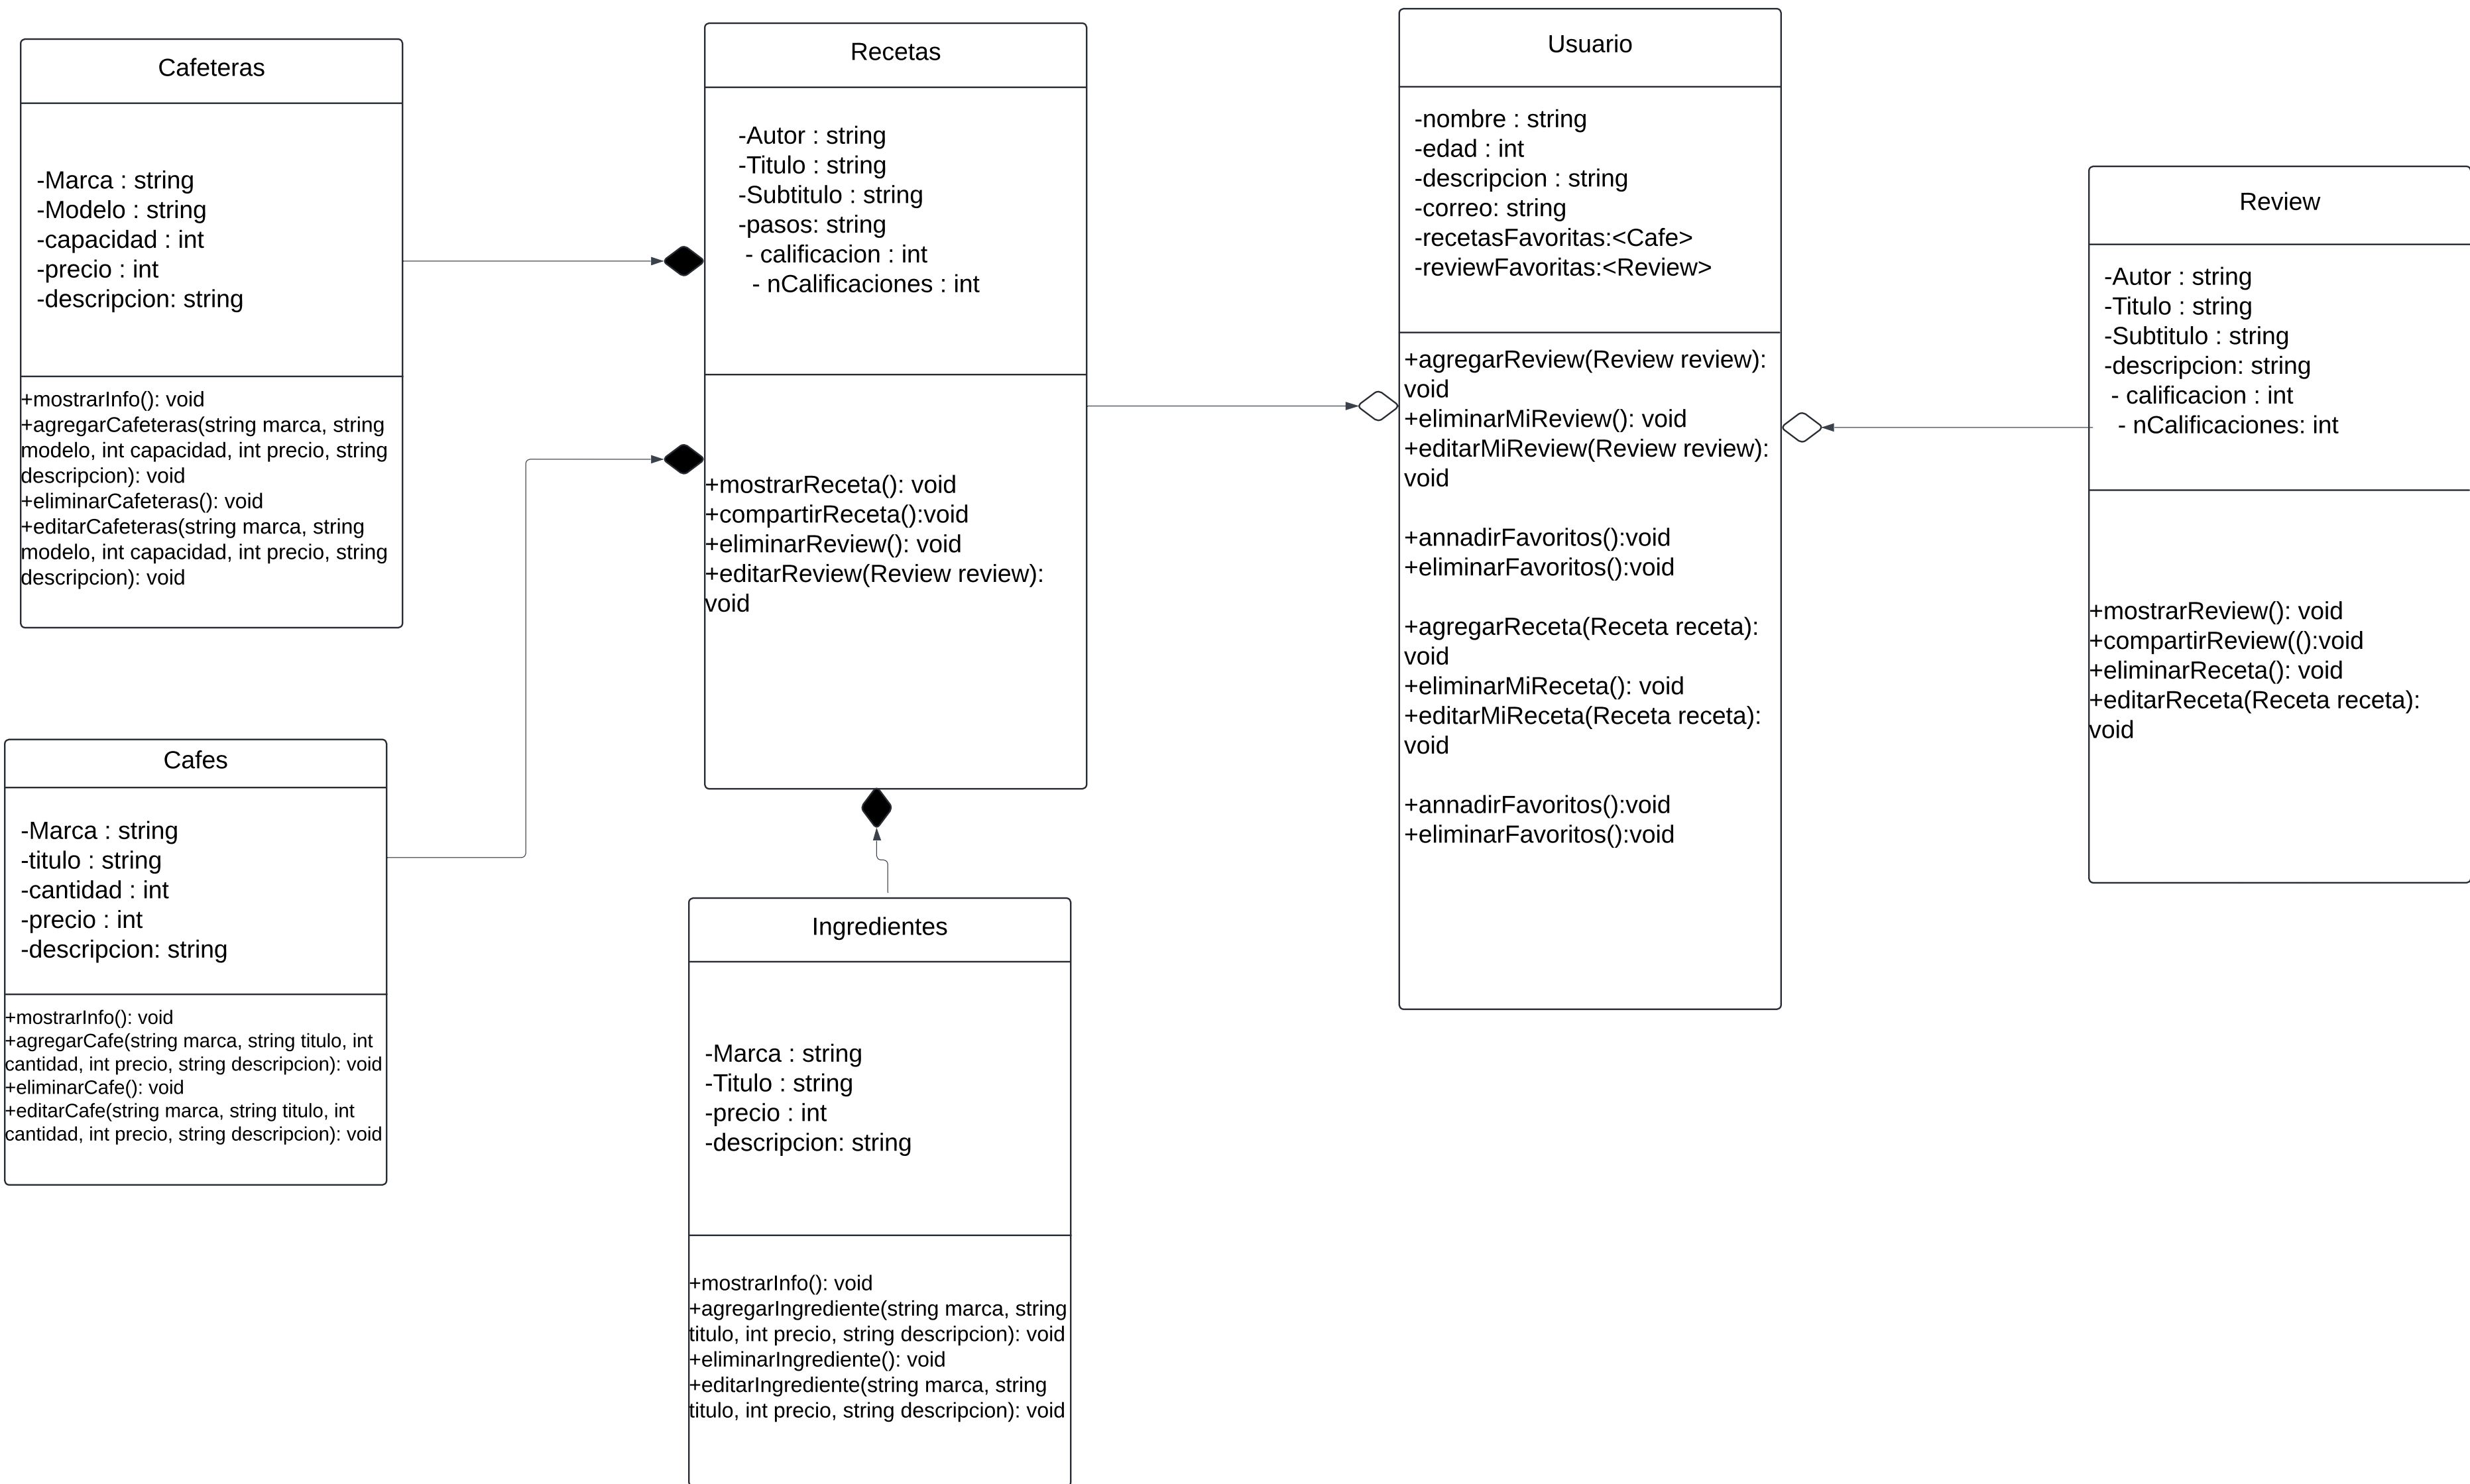 Cafeteras
-Marca : string
-Modelo : string
-capacidad : int
-precio : int
-descripcion: string
+mostrarInfo(): void
+agregarCafeteras(string marca, string
modelo, int capacidad, int precio, string
descripcion): void
+eliminarCafeteras(): void
+editarCafeteras(string marca, string
modelo, int capacidad, int precio, string
descripcion): void
Cafes
-Marca : string
-titulo : string
-cantidad : int
-precio : int
-descripcion: string
+mostrarInfo(): void
+agregarCafe(string marca, string titulo, int
cantidad, int precio, string descripcion): void
+eliminarCafe(): void
+editarCafe(string marca, string titulo, int
cantidad, int precio, string descripcion): void
Recetas
-Autor : string
-Titulo : string
-Subtitulo : string
-pasos: string
- calificacion : int
- nCalificaciones : int
+mostrarReceta(): void
+compartirReceta():void
+eliminarReview(): void
+editarReview(Review review):
void
Ingredientes
-Marca : string
-Titulo : string
-precio : int
-descripcion: string
+mostrarInfo(): void
+agregarIngrediente(string marca, string
titulo, int precio, string descripcion): void
+eliminarIngrediente(): void
+editarIngrediente(string marca, string
titulo, int precio, string descripcion): void
Usuario
-nombre : string
-edad : int
-descripcion : string
-correo: string
-recetasFavoritas:<Cafe>
-reviewFavoritas:<Review>
+agregarReview(Review review):
void
+eliminarMiReview(): void
+editarMiReview(Review review):
void
+annadirFavoritos():void
+eliminarFavoritos():void
+agregarReceta(Receta receta):
void
+eliminarMiReceta(): void
+editarMiReceta(Receta receta):
void
+annadirFavoritos():void
+eliminarFavoritos():void
Review
-Autor : string
-Titulo : string
-Subtitulo : string
-descripcion: string
- calificacion : int
- nCalificaciones: int
+mostrarReview(): void
+compartirReview(():void
+eliminarReceta(): void
+editarReceta(Receta receta):
void